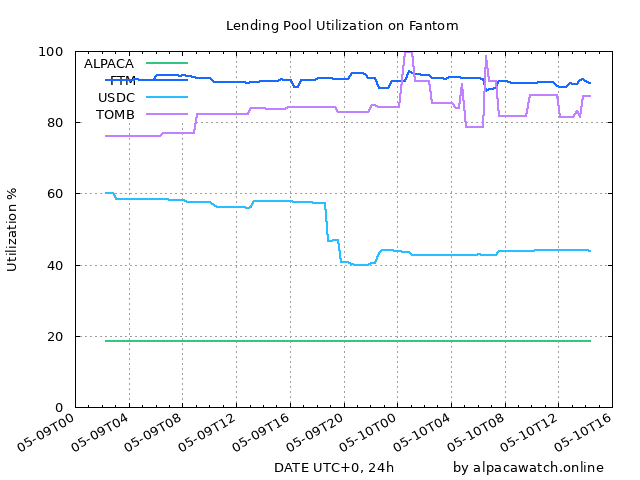 Lending Pool Utilization on Fantom
100
80
60
40
20
0
Utilization %
ALPACA
FTM
USDC
TOMB
05-09T00
05-09T04
05-09T08
05-09T12
05-09T16
05-09T20
05-10T00
05-10T04
05-10T08
05-10T12
05-10T16
DATE UTC+0, 24h
by alpacawatch.online